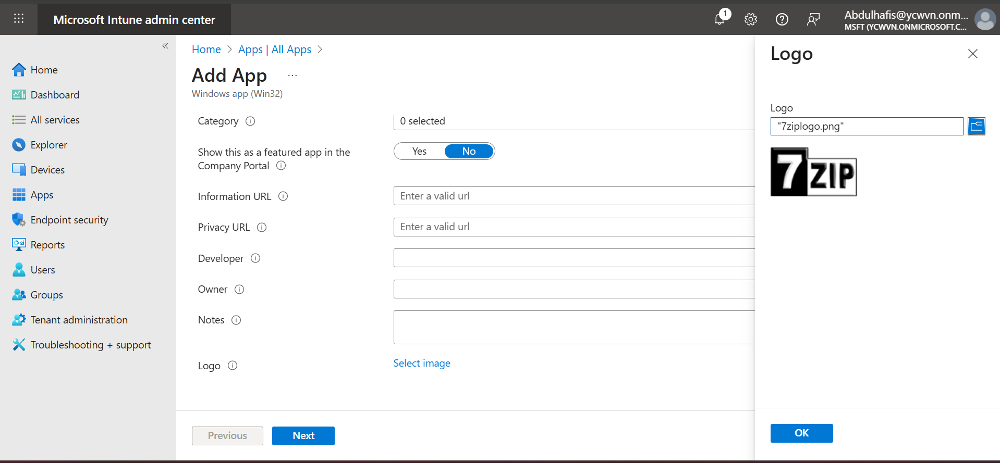 Microsoft Intune admin center
1
Abdulhafis@ycwvn.onm...
MSFT (YCWVN.ONMICROSOFT.C...
Home
Dashboard
All services
Explorer
Devices
Apps
Endpoint security
Reports
Users
Groups
Tenant administration
Troubleshooting + support
Home > Apps | All Apps >
Add App ...
Windows app (Win32)
Category
0 selected
Show this as a featured app in the
Company Portal
Yes No
Information URL
Enter a valid url
Privacy URL
Enter a valid url
Developer
Owner
Notes
Logo
Select image
Previous
Next
Logo
Logo
"7ziplogo.png"
7ZIP
OK